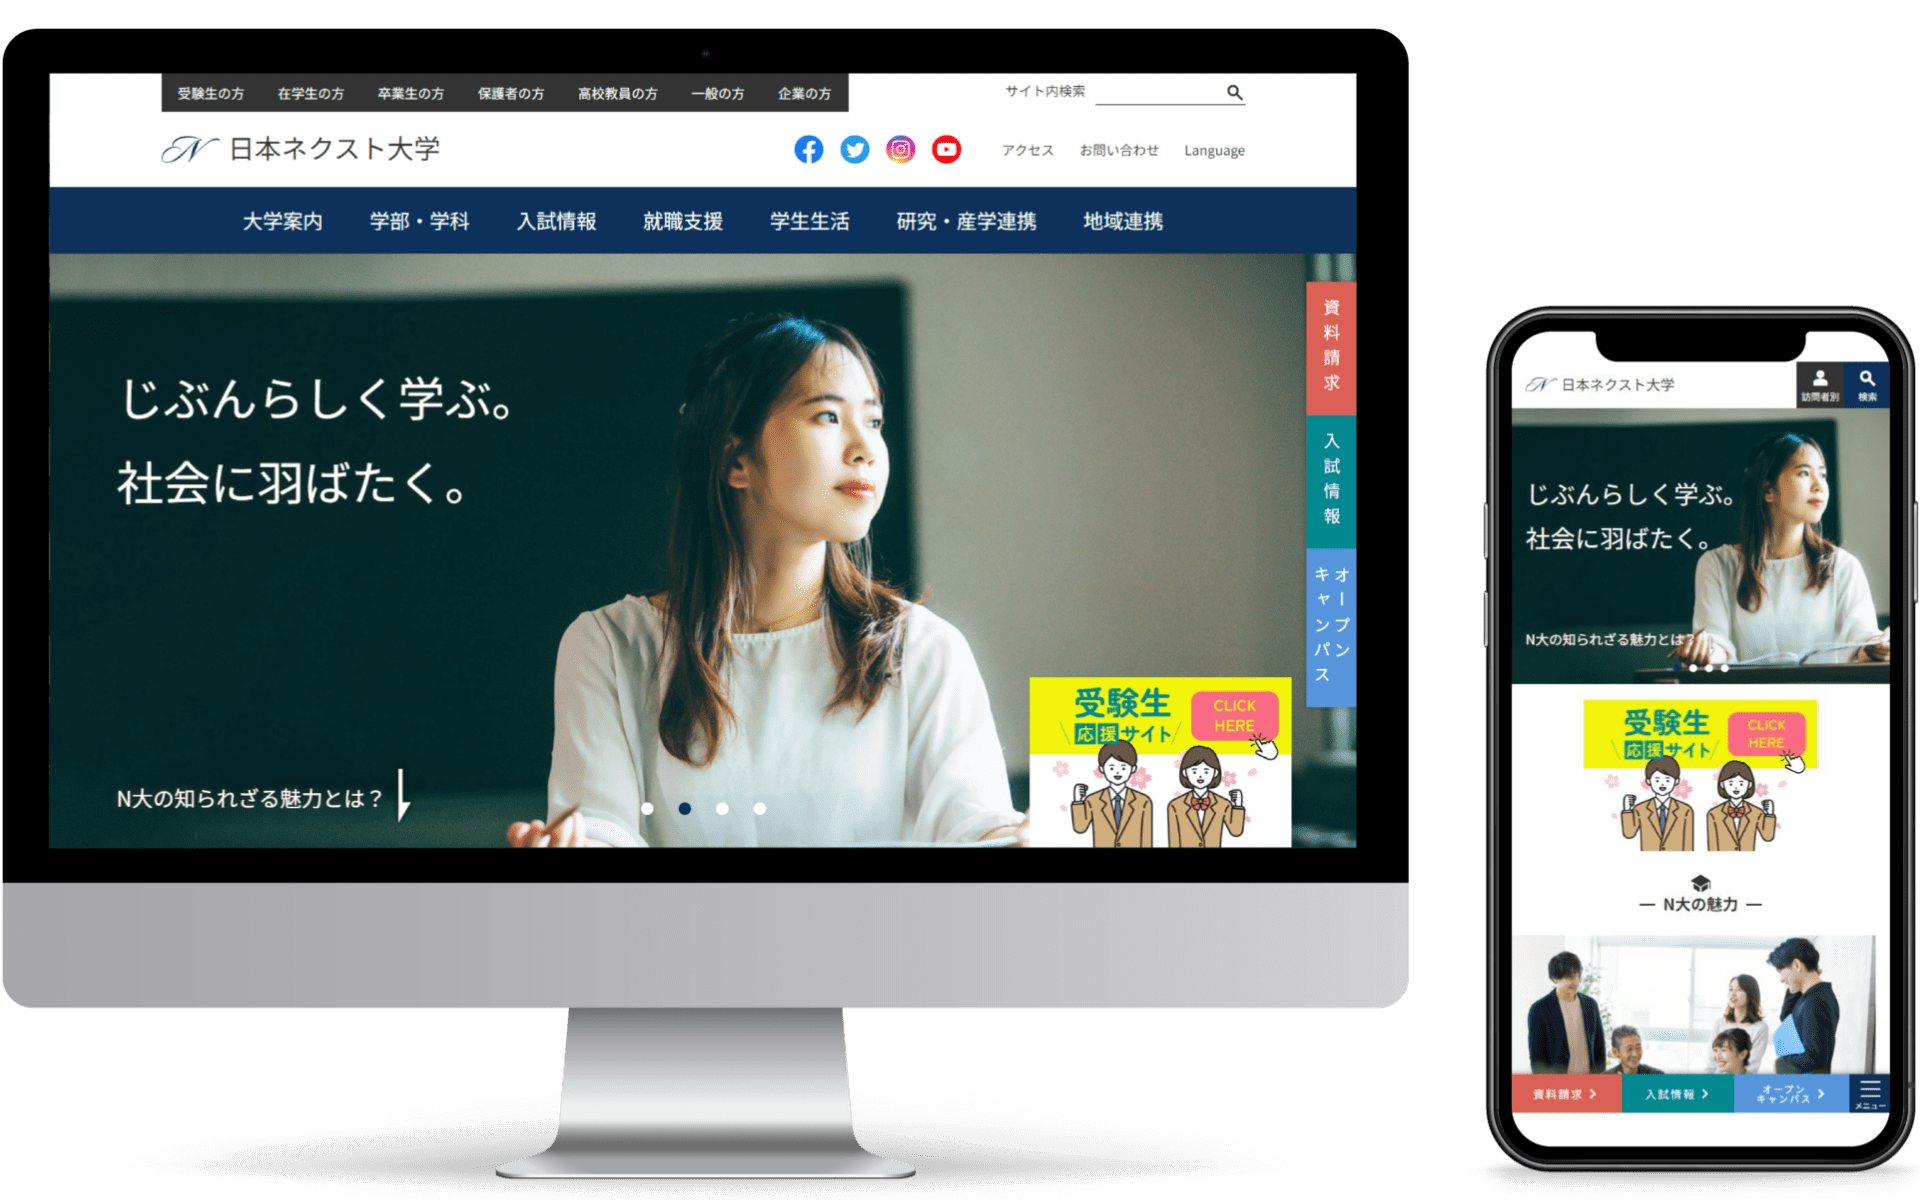 受験生の方 在学生の方 卒業生の方 保護者の方 高校教員の方 一般の方 企業の方
サイト内検索
N 日本ネクスト大学
アクセス お問い合わせ Language
大学案内 学部・学科 入試情報 就職支援 学生生活 研究・産学連携 地域連携
じぶんらしく学ぶ。
社会に羽ばたく。
N大の知られざる魅力とは？
資料請求
入試情報
オープン
キャンパス
受験生
応援サイト
CLICK
HERE
N 日本ネクスト大学
訪問者別
検索
じぶんらしく学ぶ。
社会に羽ばたく。
N大の知られざる魅力とは？
受験生
応援サイト
CLICK
HERE
N大の魅力
資料請求
入試情報
オープン
キャンパス
メニュー